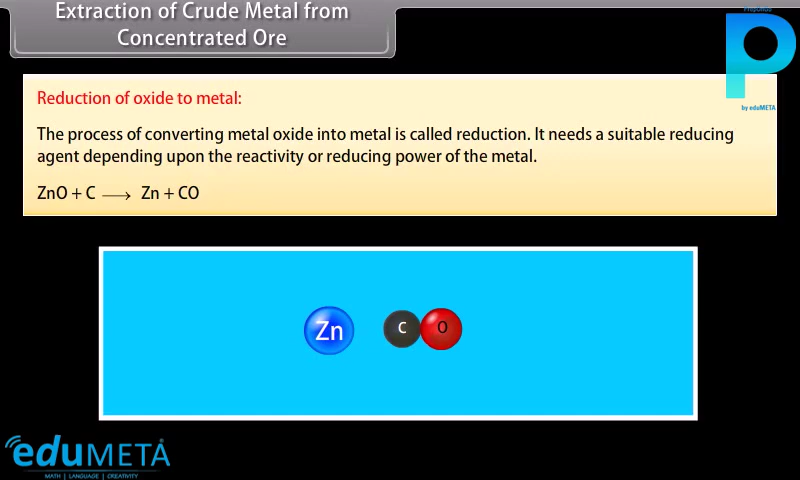 Extraction of Crude Metal from
Concentrated Ore
P
by eduMETA
Reduction of oxide to metal:
The process of converting metal oxide into metal is called reduction. It needs a suitable reducing
agent depending upon the reactivity or reducing power of the metal.
ZnO + C ⟶ Zn + CO
Zn C O
eduMETA
MATH | LANGUAGE | CREATIVITY